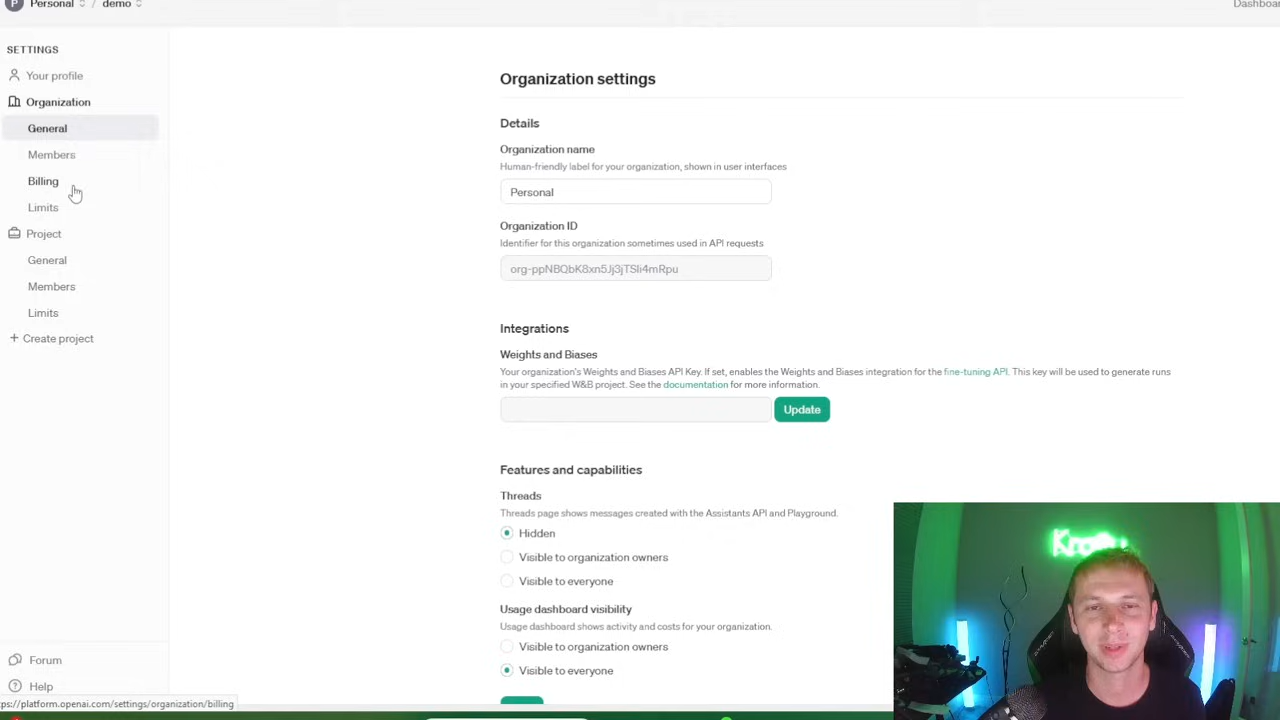 P Personal / demo
Dashboar
SETTINGS
Your profile
Organization
General
Members
Billing
Limits
Project
General
Members
Limits
+ Create project
Forum
Help
Organization settings
Details
Organization name
Human-friendly label for your organization, shown in user interfaces
Personal
Organization ID
Identifier for this organization sometimes used in API requests
org-ppNBQbK8xn5Jj3jTSli4mRpu
Integrations
Weights and Biases
Your organization's Weights and Biases API Key. If set, enables the Weights and Biases integration for the fine-tuning API. This key will be used to generate runs
in your specified W&B project. See the documentation for more information.
Update
Features and capabilities
Threads
Threads page shows messages created with the Assistants API and Playground.
Hidden
Visible to organization owners
Visible to everyone
Usage dashboard visibility
Usage dashboard shows activity and costs for your organization.
Visible to organization owners
Visible to everyone
tps://platform.openai.com/settings/organization/billing